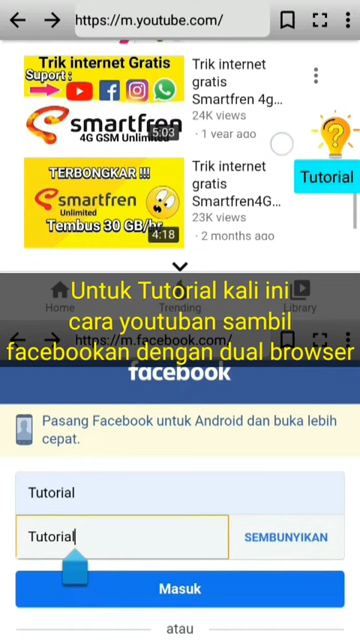 https://m.youtube.com/
Trik internet Gratis
Suport :
smartfren
4G GSM Unlimited
5:03
Trik internet
gratis
Smartfren 4g...
24K views
· 1 year ago
Tutorial
TERBONGKAR !!!
smartfren
Unlimited
Tembus 30 GB/hr
4:18
Trik internet
gratis
Smartfren4G...
23K views
· 2 months ago
Untuk Tutorial kali ini
Home
Trending
Library
cara youtuban sambil
https://m.facebook.com/
facebookan dengan dual browser
facebook
Pasang Facebook untuk Android dan buka lebih
cepat.
Tutorial
Tutorial
SEMBUNYIKAN
Masuk
atau